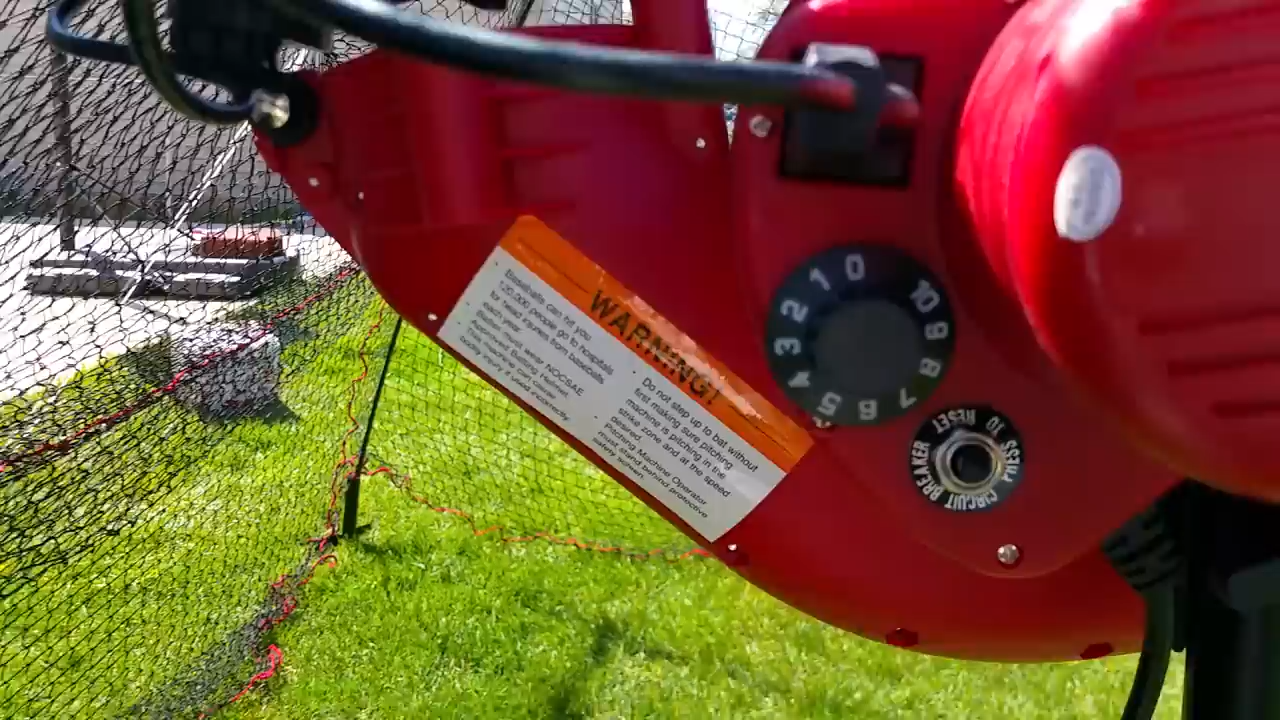 WARNING!
• Baseballs can hit you.
120,000 people go to hospitals
for head injuries from baseballs
each year.
• Batter must wear NOCSAE
approved Batting Helmet.
• This machine can cause
bodily injury if used incorrectly.
• Do not step up to bat without
first making sure pitching
machine is pitching in the
strike zone and at the speed
desired.
• Pitching Machine Operator
must stand behind protective
safety screen.
0
1
2
3
4
5
6
7
8
9
10
CIRCUIT BREAKER
PRESS TO RESET